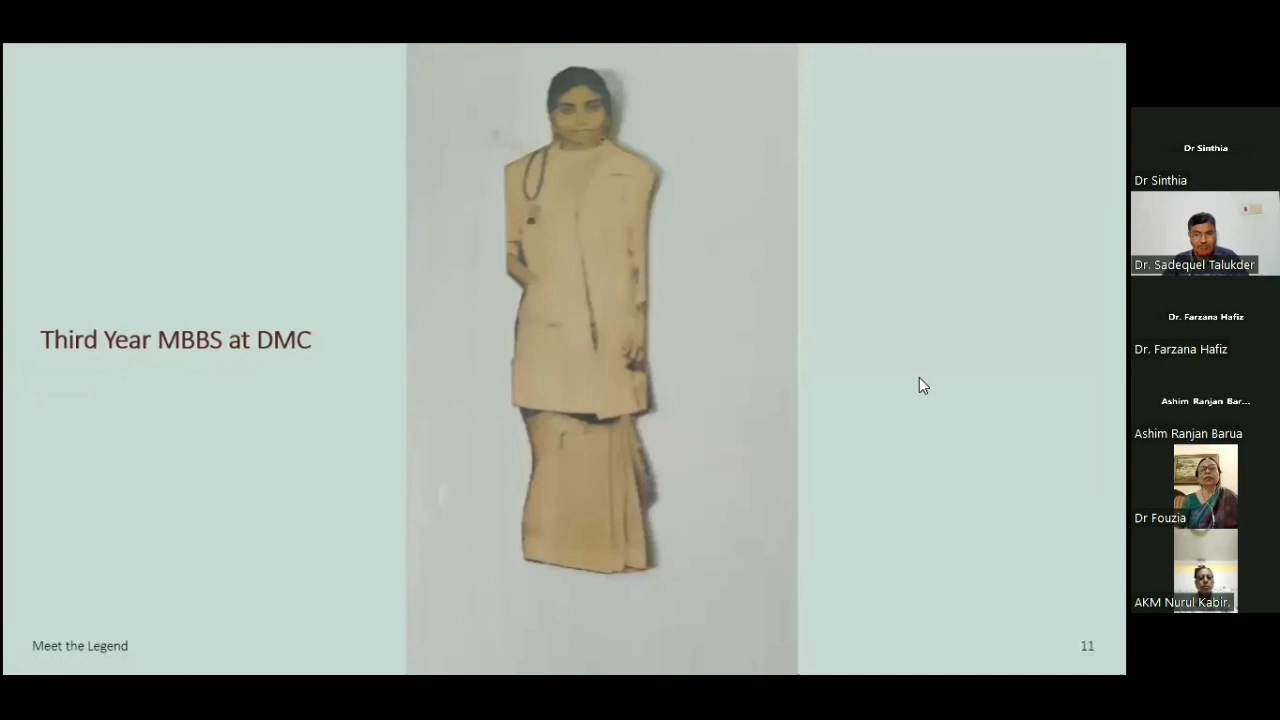 Third Year MBBS at DMC
Meet the Legend
11
Dr Sinthia
Dr Sinthia
Dr. Sadequel Talukder
Dr. Farzana Hafiz
Dr. Farzana Hafiz
Ashim Ranjan Bar...
Ashim Ranjan Barua
Dr Fouzia
AKM Nurul Kabir.